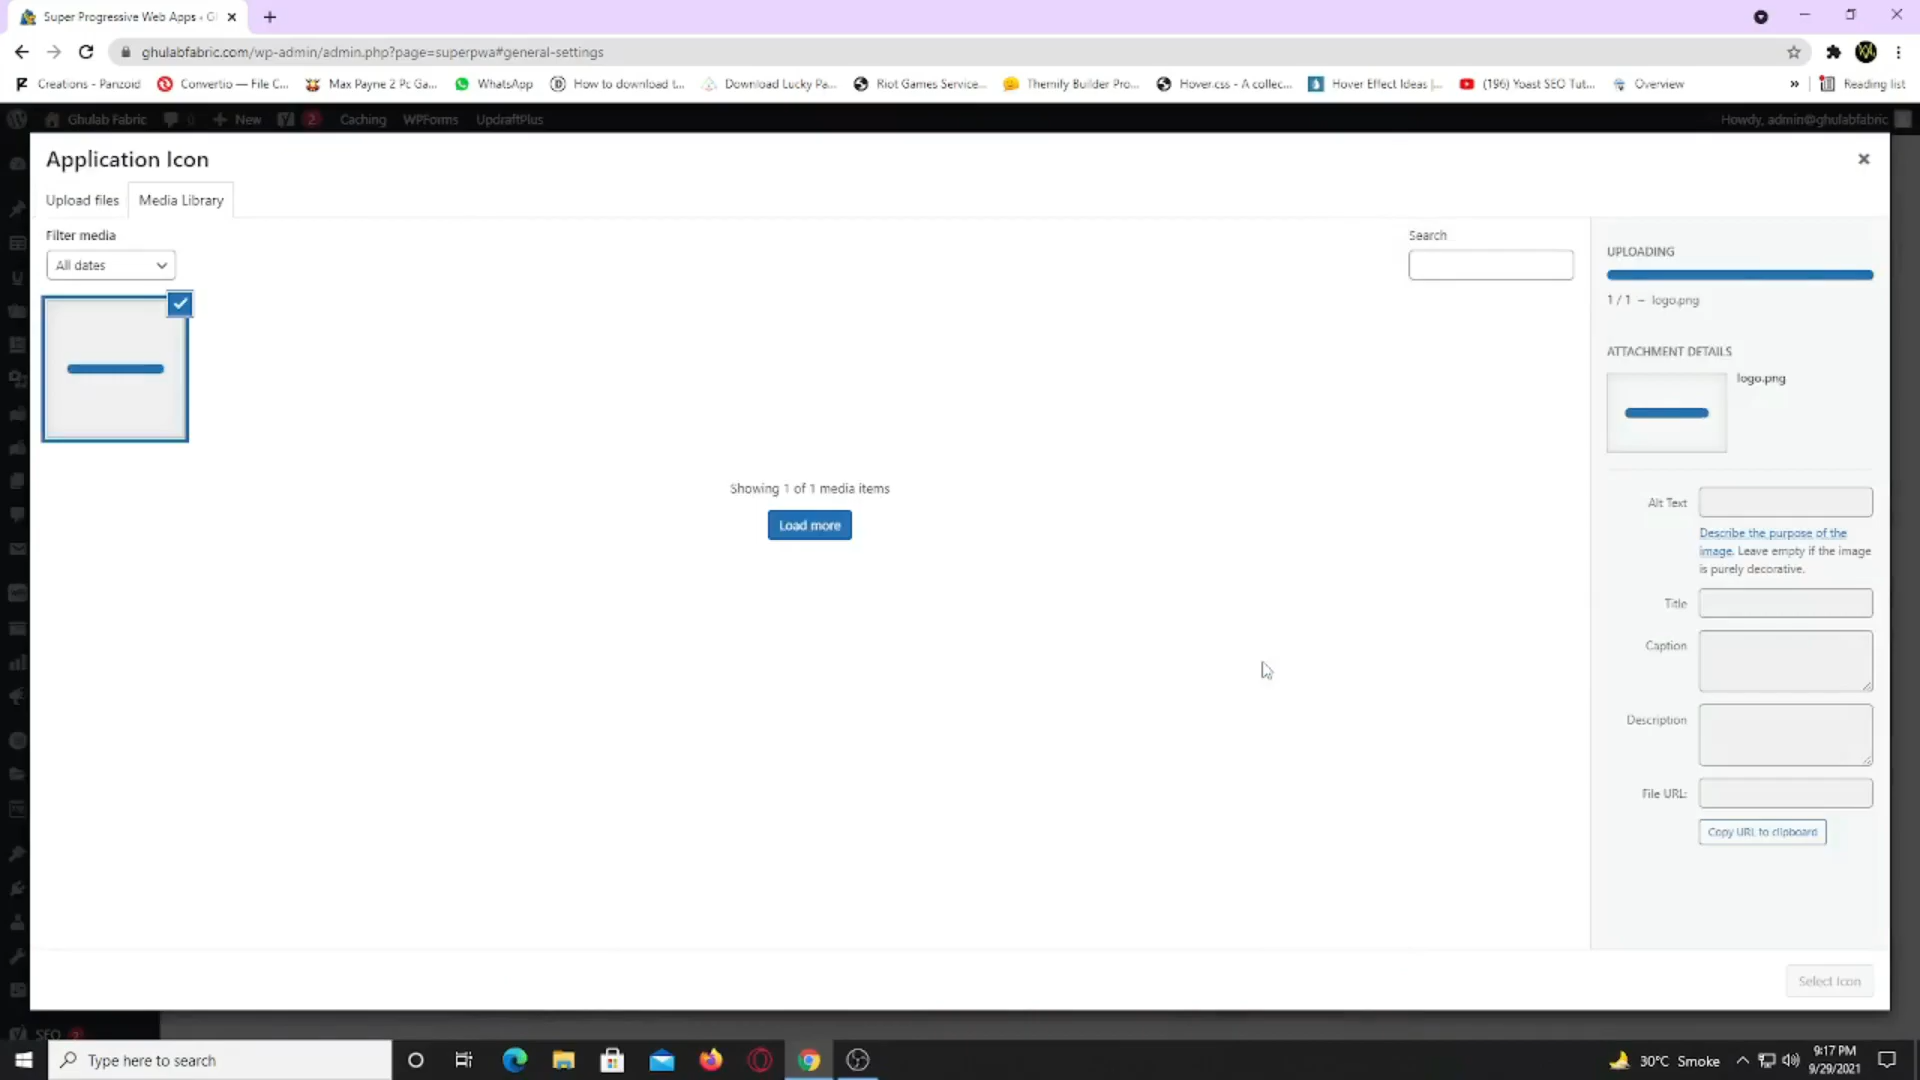 Super Progressive Web Apps ‹ G
ghulabfabric.com/wp-admin/admin.php?page=superpwa#general-settings
Creations - Panzoid
Convertio — File C...
Max Payne 2 Pc Ga...
WhatsApp
How to download t...
Download Lucky Pa...
Riot Games Service...
Themify Builder Pro...
Hover.css - A collec...
Hover Effect Ideas |...
(196) Yoast SEO Tut...
Overview
»
Reading list
Ghulab Fabric
0
New
2
Caching
WPForms
UpdraftPlus
Howdy, admin@ghulabfabric
Application Icon
Upload files
Media Library
Filter media
All dates
Search
UPLOADING
1 / 1 – logo.png
ATTACHMENT DETAILS
logo.png
Showing 1 of 1 media items
Load more
Alt Text
Describe the purpose of the
image. Leave empty if the image
is purely decorative.
Title
Caption
Description
File URL:
Copy URL to clipboard
Select Icon
SEO 2
Type here to search
30°C Smoke
9:17 PM
9/29/2021